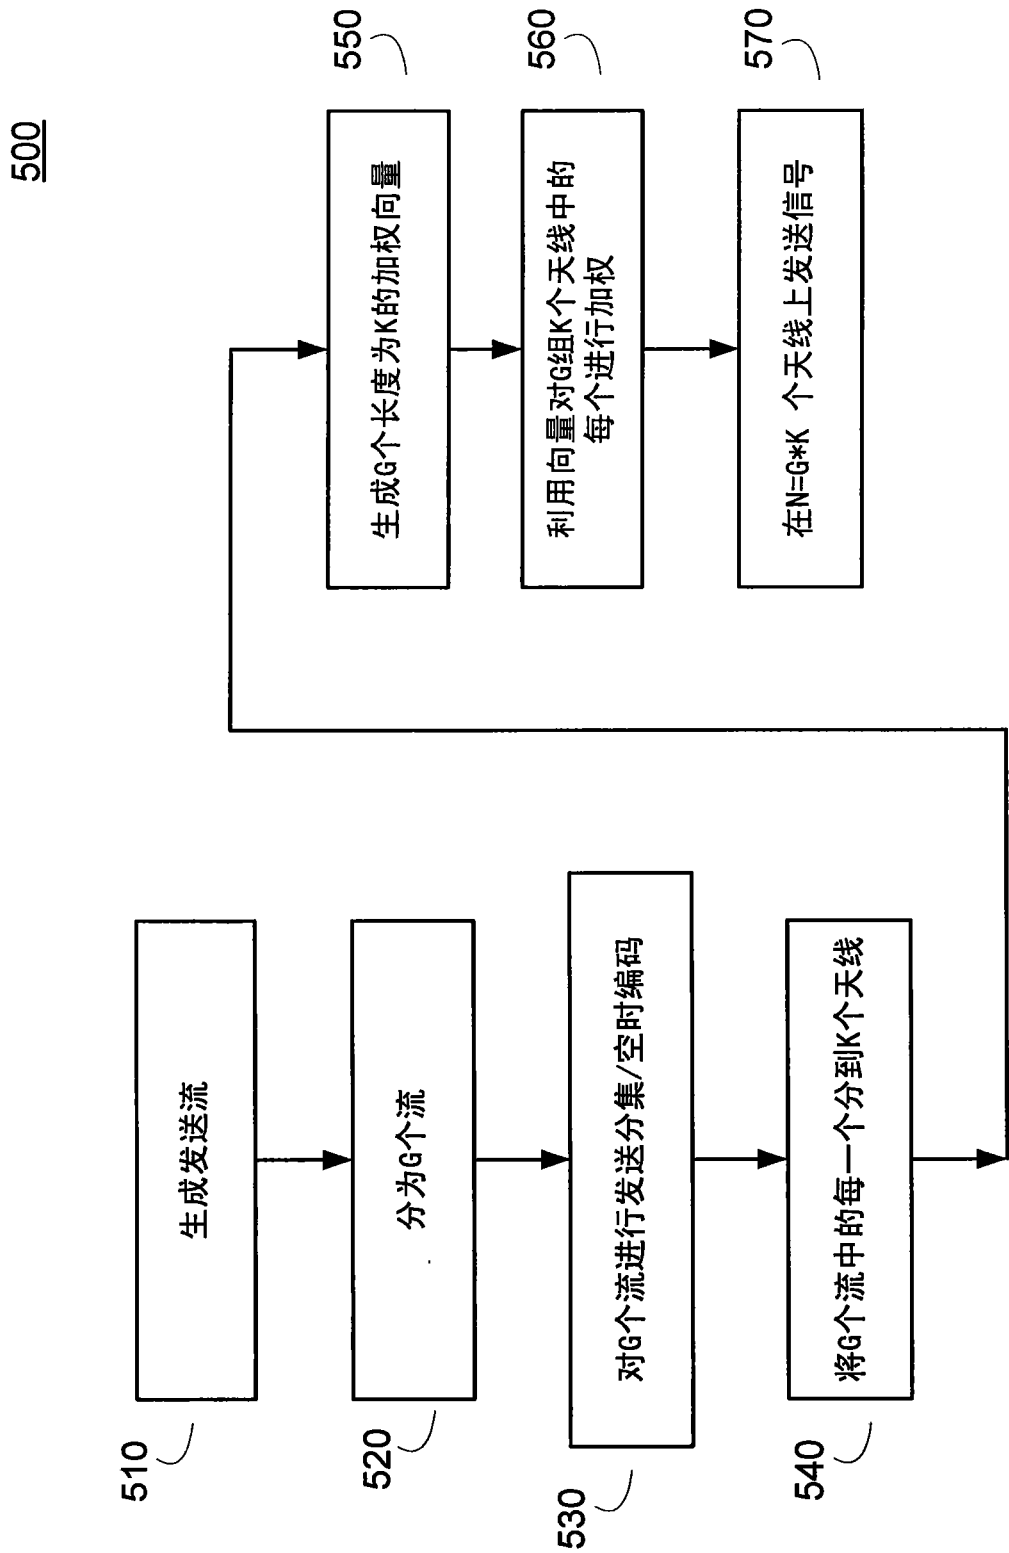 500
510
生成发送流
520
分为G个流
530
对G个流进行发送分集/空时编码
540
将G个流中的每一个分到K个天线
550
生成G个长度为K的加权向量
560
利用向量对G组K个天线中的
每个进行加权
570
在N=G*K 个天线上发送信号